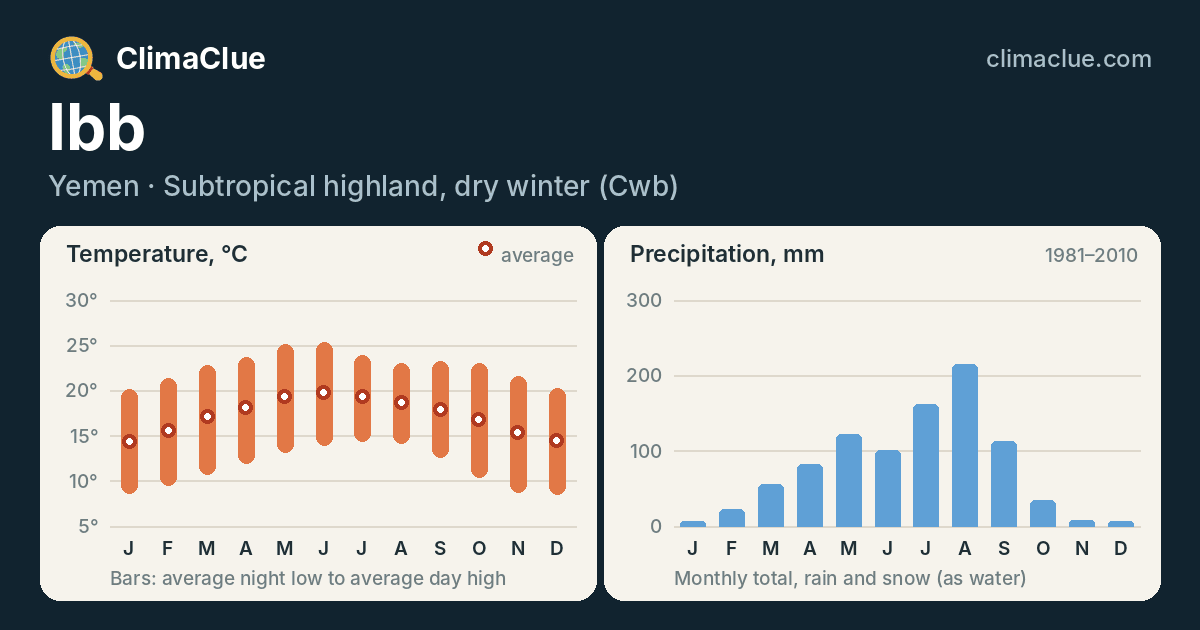 ClimaClue
climaclue.com
Ibb
Yemen · Subtropical highland, dry winter (Cwb)
Temperature, °C
average
30°
25°
20°
15°
10°
5°
J F M A M J J A S O N D
Bars: average night low to average day high
Precipitation, mm
1981–2010
300
200
100
0
J F M A M J J A S O N D
Monthly total, rain and snow (as water)